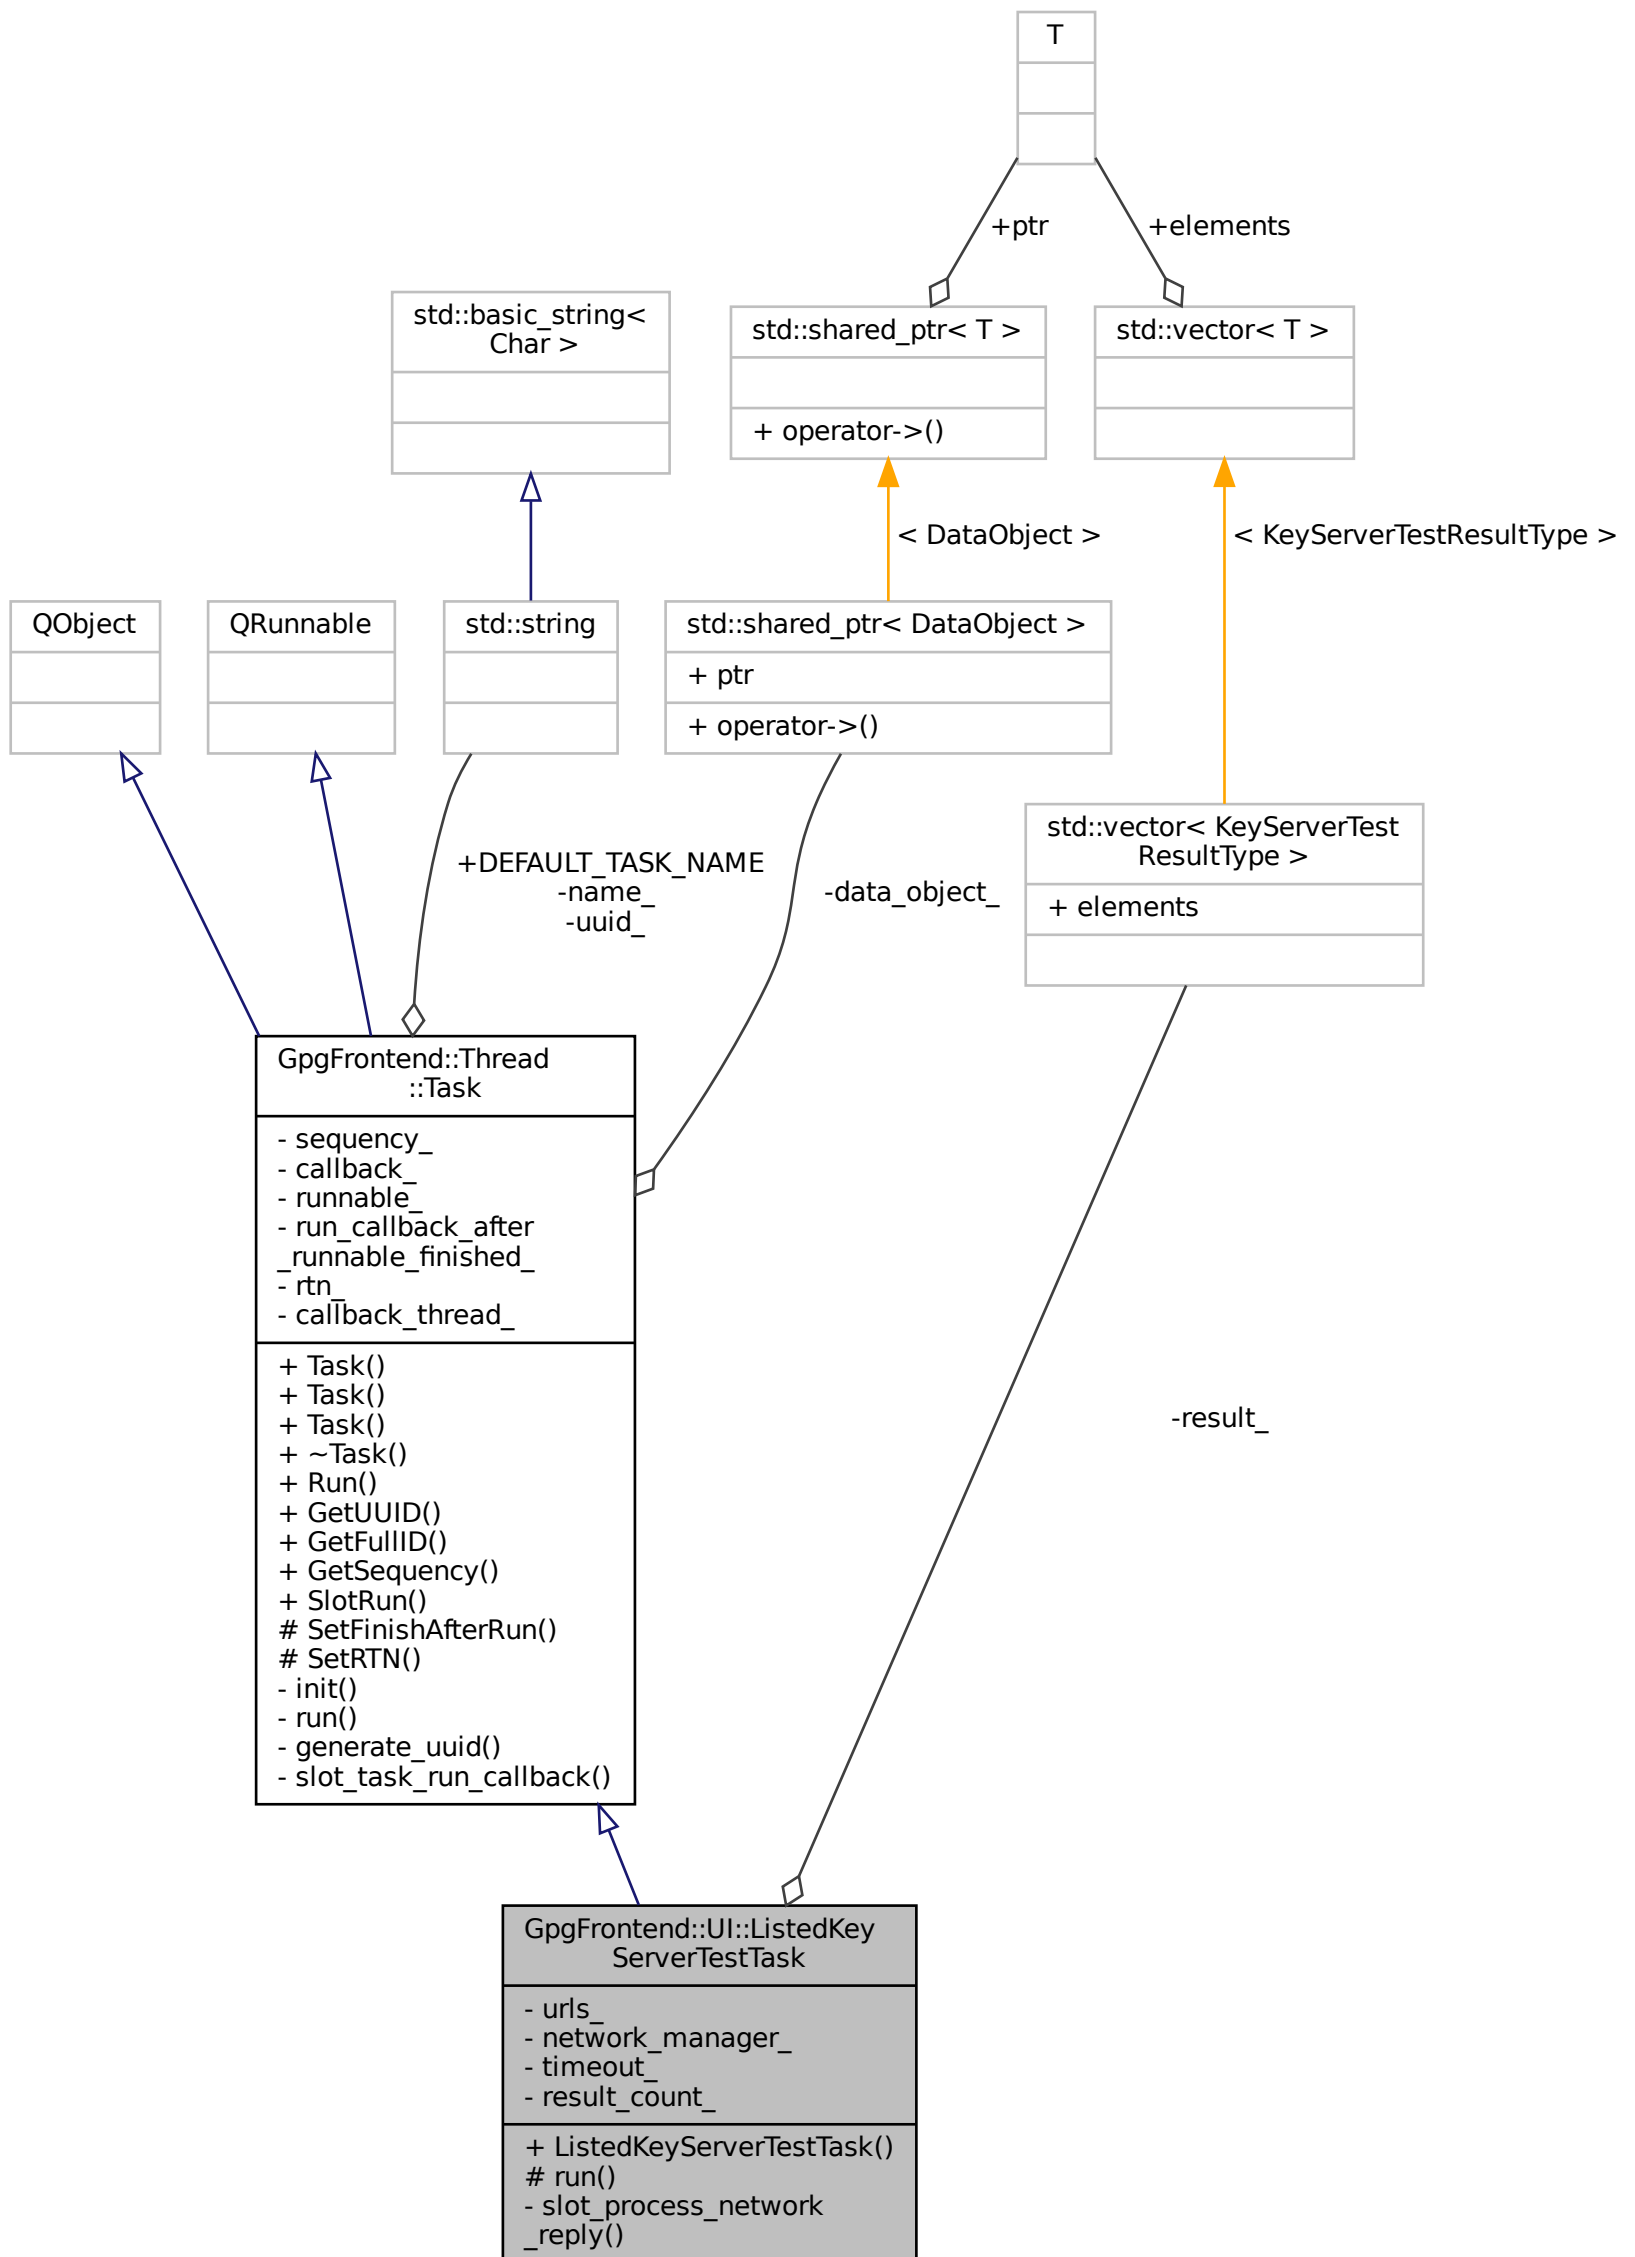 T
+ptr
+elements
std::basic_string<
Char >
std::shared_ptr< T >
+ operator->()
std::vector< T >
< DataObject >
< KeyServerTestResultType >
QObject
QRunnable
std::string
std::shared_ptr< DataObject >
+ ptr
+ operator->()
std::vector< KeyServerTest
ResultType >
+ elements
+DEFAULT_TASK_NAME
-name_
-uuid_
-data_object_
GpgFrontend::Thread
::Task
- sequency_
- callback_
- runnable_
- run_callback_after
_runnable_finished_
- rtn_
- callback_thread_
+ Task()
+ Task()
+ Task()
+ ~Task()
+ Run()
+ GetUUID()
+ GetFullID()
+ GetSequency()
+ SlotRun()
# SetFinishAfterRun()
# SetRTN()
- init()
- run()
- generate_uuid()
- slot_task_run_callback()
-result_
GpgFrontend::UI::ListedKey
ServerTestTask
- urls_
- network_manager_
- timeout_
- result_count_
+ ListedKeyServerTestTask()
# run()
- slot_process_network
_reply()